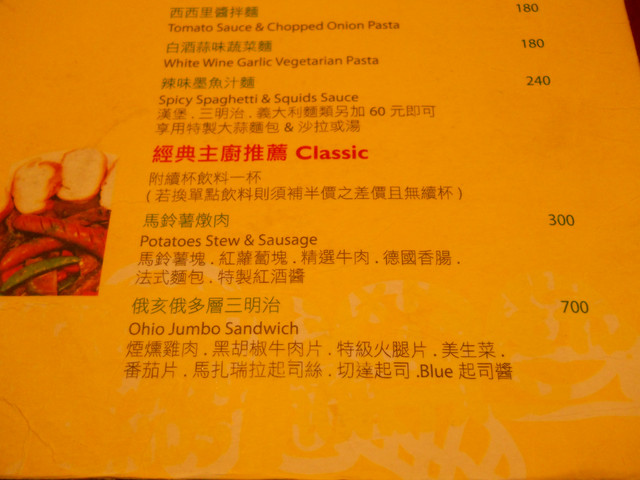 西西里醬拌麵 180
Tomato Sauce & Chopped Onion Pasta
白酒蒜味蔬菜麵 180
White Wine Garlic Vegetarian Pasta
辣味墨魚汁麵 240
Spicy Spaghetti & Squids Sauce
漢堡．三明治．義大利麵類另加 60 元即可
享用特製大蒜麵包 & 沙拉或湯
經典主廚推薦 Classic
附續杯飲料一杯
( 若換單點飲料則須補半價之差價且無續杯 )
馬鈴薯燉肉 300
Potatoes Stew & Sausage
馬鈴薯塊．紅蘿蔔塊．精選牛肉．德國香腸．
法式麵包．特製紅酒醬
俄亥俄多層三明治 700
Ohio Jumbo Sandwich
煙燻雞肉．黑胡椒牛肉片．特級火腿片．美生菜．
番茄片．馬扎瑞拉起司絲．切達起司 .Blue 起司醬